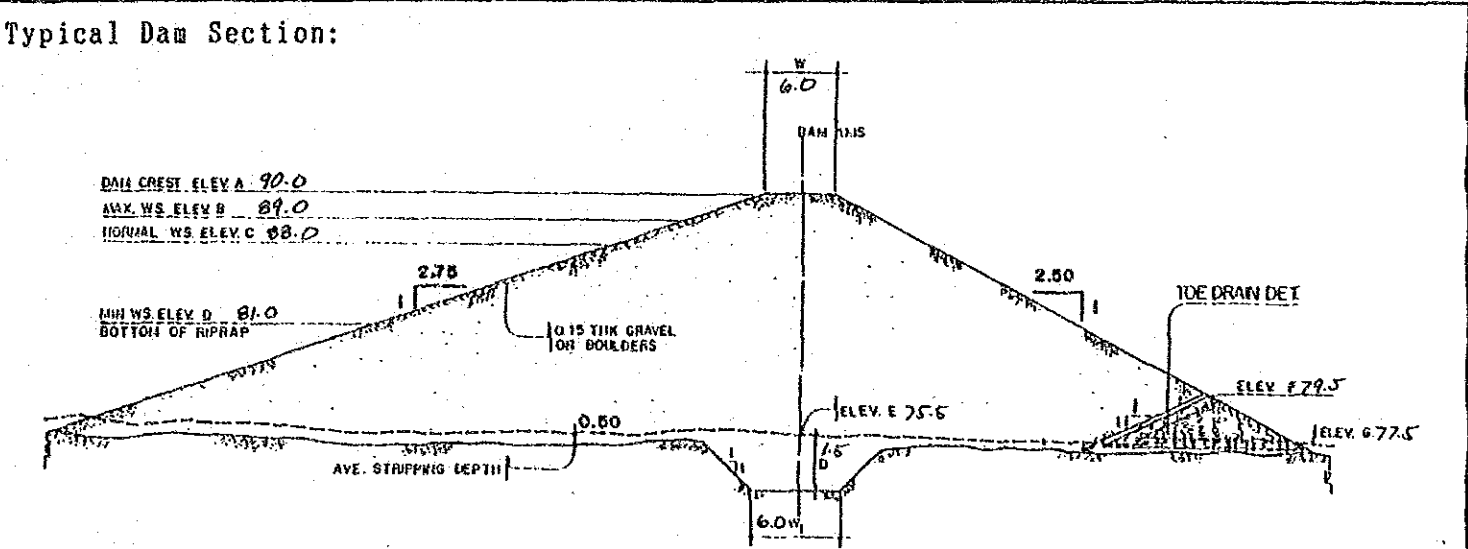 Typical Dam Section:
W
6.0
DAM AXIS
DAM CREST ELEV. A 90.0
MAX. WS. ELEV. B 89.0
NORMAL WS. ELEV. C 88.0
2.75
1
2.50
1
TOE DRAIN DET.
MIN WS. ELEV. D 81.0
BOTTOM OF RIPRAP
0.15 THK GRAVEL
OR BOULDERS
ELEV. F 79.5
ELEV. E 75.5
0.50
1
1
ELEV. G 77.5
1.5
D
1
1
AVE. STRIPPING DEPTH
6.0 W